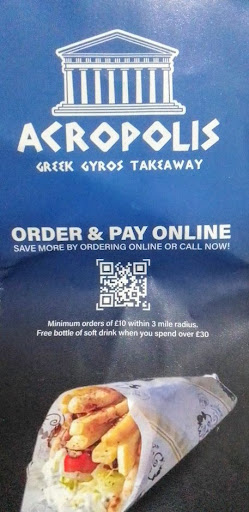 ACROPOLIS
GREEK GYROS TAKEAWAY
ORDER & PAY ONLINE
SAVE MORE BY ORDERING ONLINE OR CALL NOW!
Minimum orders of £10 within 3 mile radius.
Free bottle of soft drink when you spend over £30